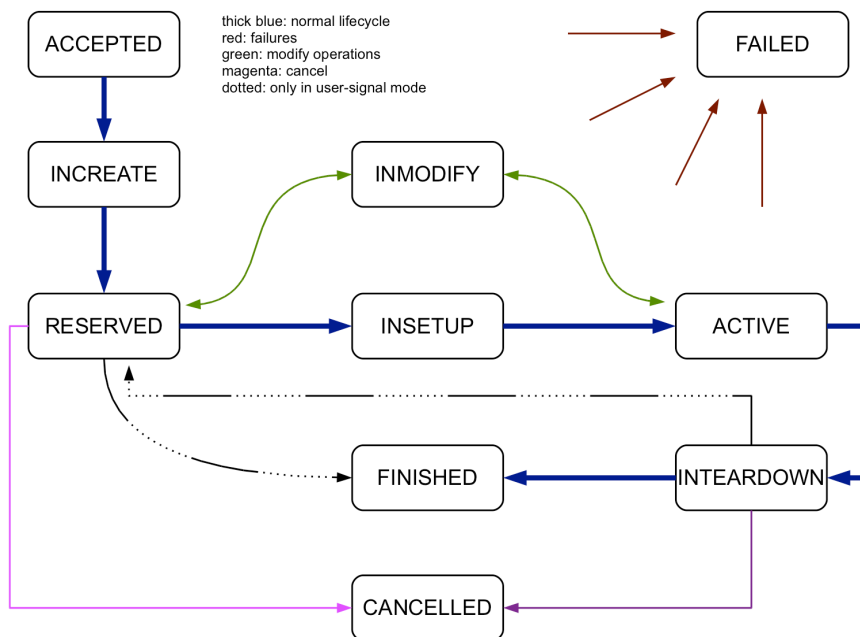 ACCEPTED
thick blue: normal lifecycle
red: failures
green: modify operations
magenta: cancel
dotted: only in user-signal mode
FAILED
INCREATE
INMODIFY
RESERVED
INSETUP
ACTIVE
FINISHED
INTEARDOWN
CANCELLED